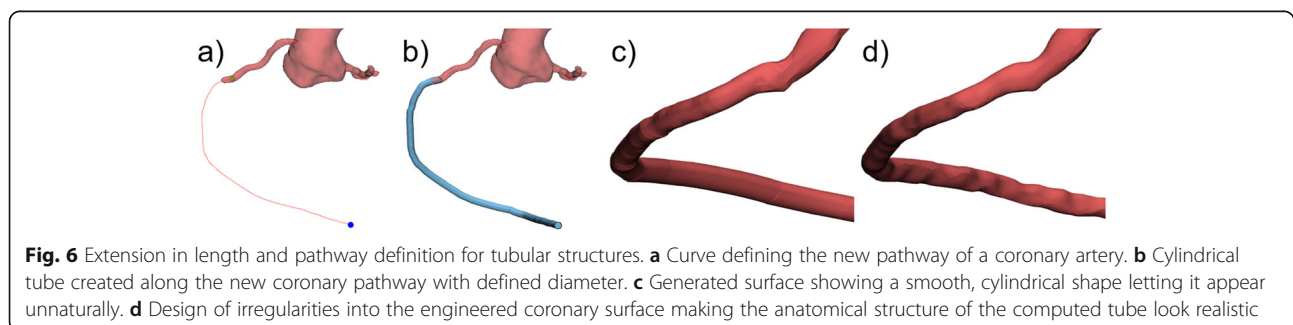 a) b) c) d)
Fig. 6 Extension in length and pathway definition for tubular structures. a Curve defining the new pathway of a coronary artery. b Cylindrical
tube created along the new coronary pathway with defined diameter. c Generated surface showing a smooth, cylindrical shape letting it appear
unnaturally. d Design of irregularities into the engineered coronary surface making the anatomical structure of the computed tube look realistic